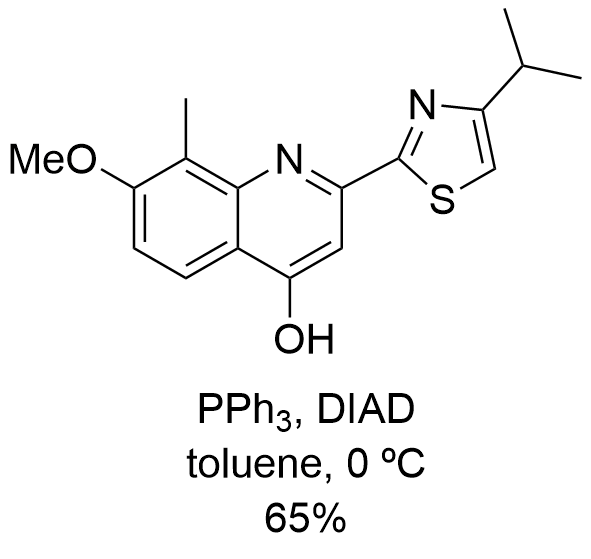 N
MeO
N
S
OH
PPh₃, DIAD
toluene, 0 ºC
65%